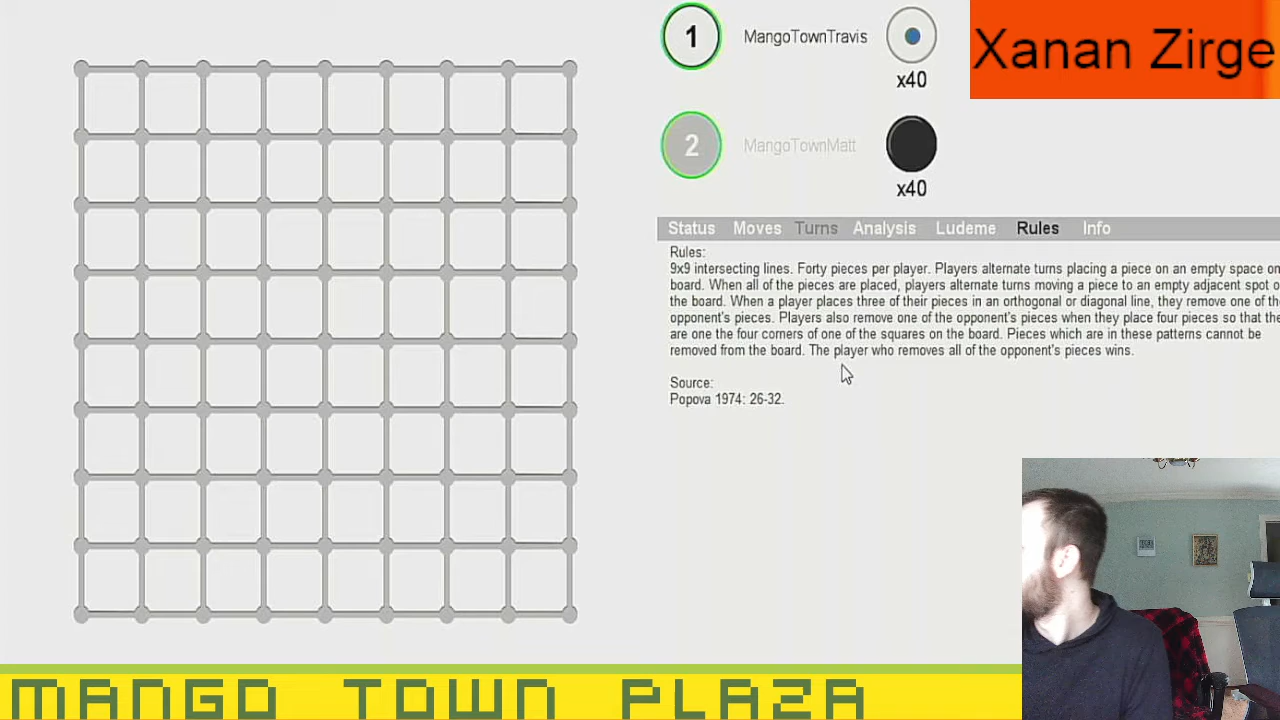 1 MangoTownTravis
x40
Xanan Zirge
2 MangoTownMatt
x40
Status Moves Turns Analysis Ludeme Rules Info
Rules:
9x9 intersecting lines. Forty pieces per player. Players alternate turns placing a piece on an empty space on
board. When all of the pieces are placed, players alternate turns moving a piece to an empty adjacent spot o
the board. When a player places three of their pieces in an orthogonal or diagonal line, they remove one of the
opponent's pieces. Players also remove one of the opponent's pieces when they place four pieces so that the
are one the four corners of one of the squares on the board. Pieces which are in these patterns cannot be
removed from the board. The player who removes all of the opponent's pieces wins.
Source:
Popova 1974: 26-32.
MANGO TOWN PLAZA